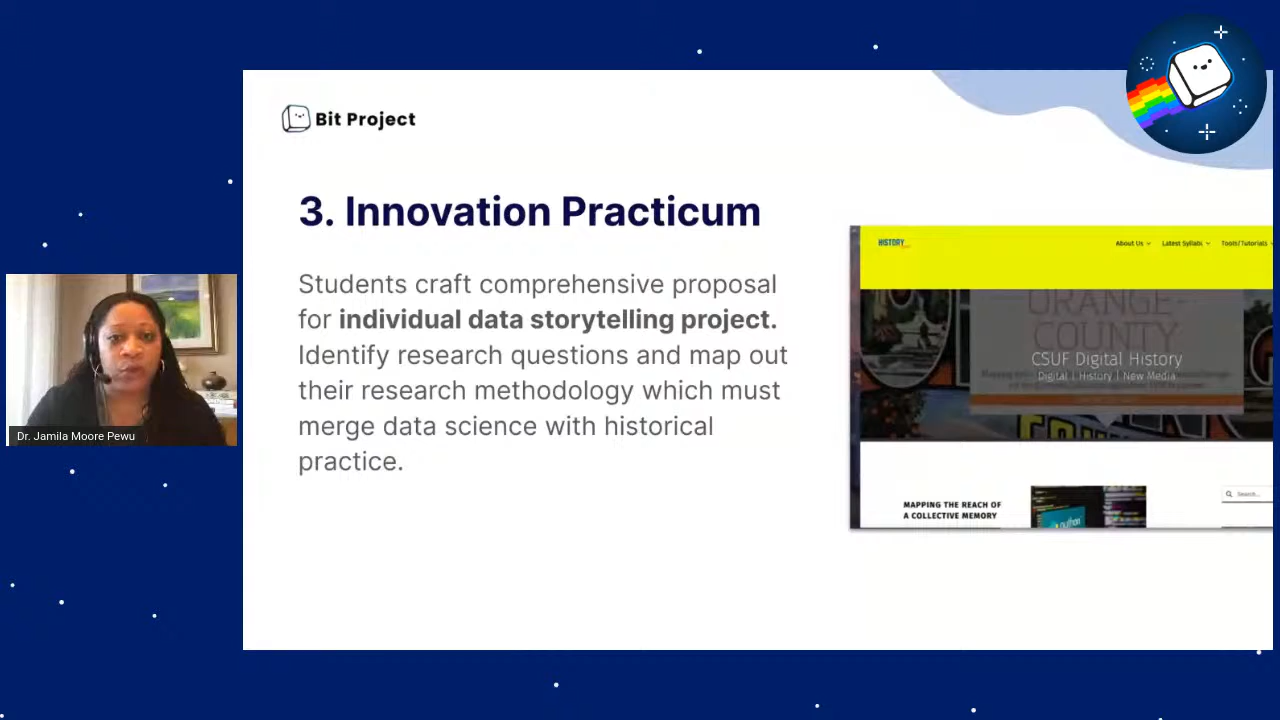 Bit Project
3. Innovation Practicum
Students craft comprehensive proposal
for individual data storytelling project.
Identify research questions and map out
their research methodology which must
merge data science with historical
practice.
Dr. Jamila Moore Pewu
HISTORY
About Us
Latest Syllabi
Tools/Tutorials
ORANGE
COUNTY
CSUF Digital History
Digital | History | New Media
MAPPING THE REACH OF
A COLLECTIVE MEMORY
Search...